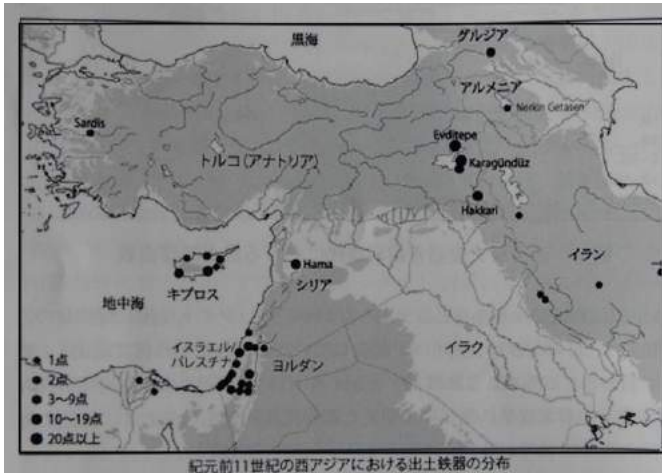 黒海
グルジア
アルメニア
Nerkin Getasen
Sardis
Evditepe
トルコ(アナトリア)
Karagündüz
Hakkari
イラン
Hama
シリア
キプロス
地中海
イスラエル/
パレスチナ
ヨルダン
イラク
1点
2点
3〜9点
10〜19点
20点以上
紀元前11世紀の西アジアにおける出土鉄器の分布